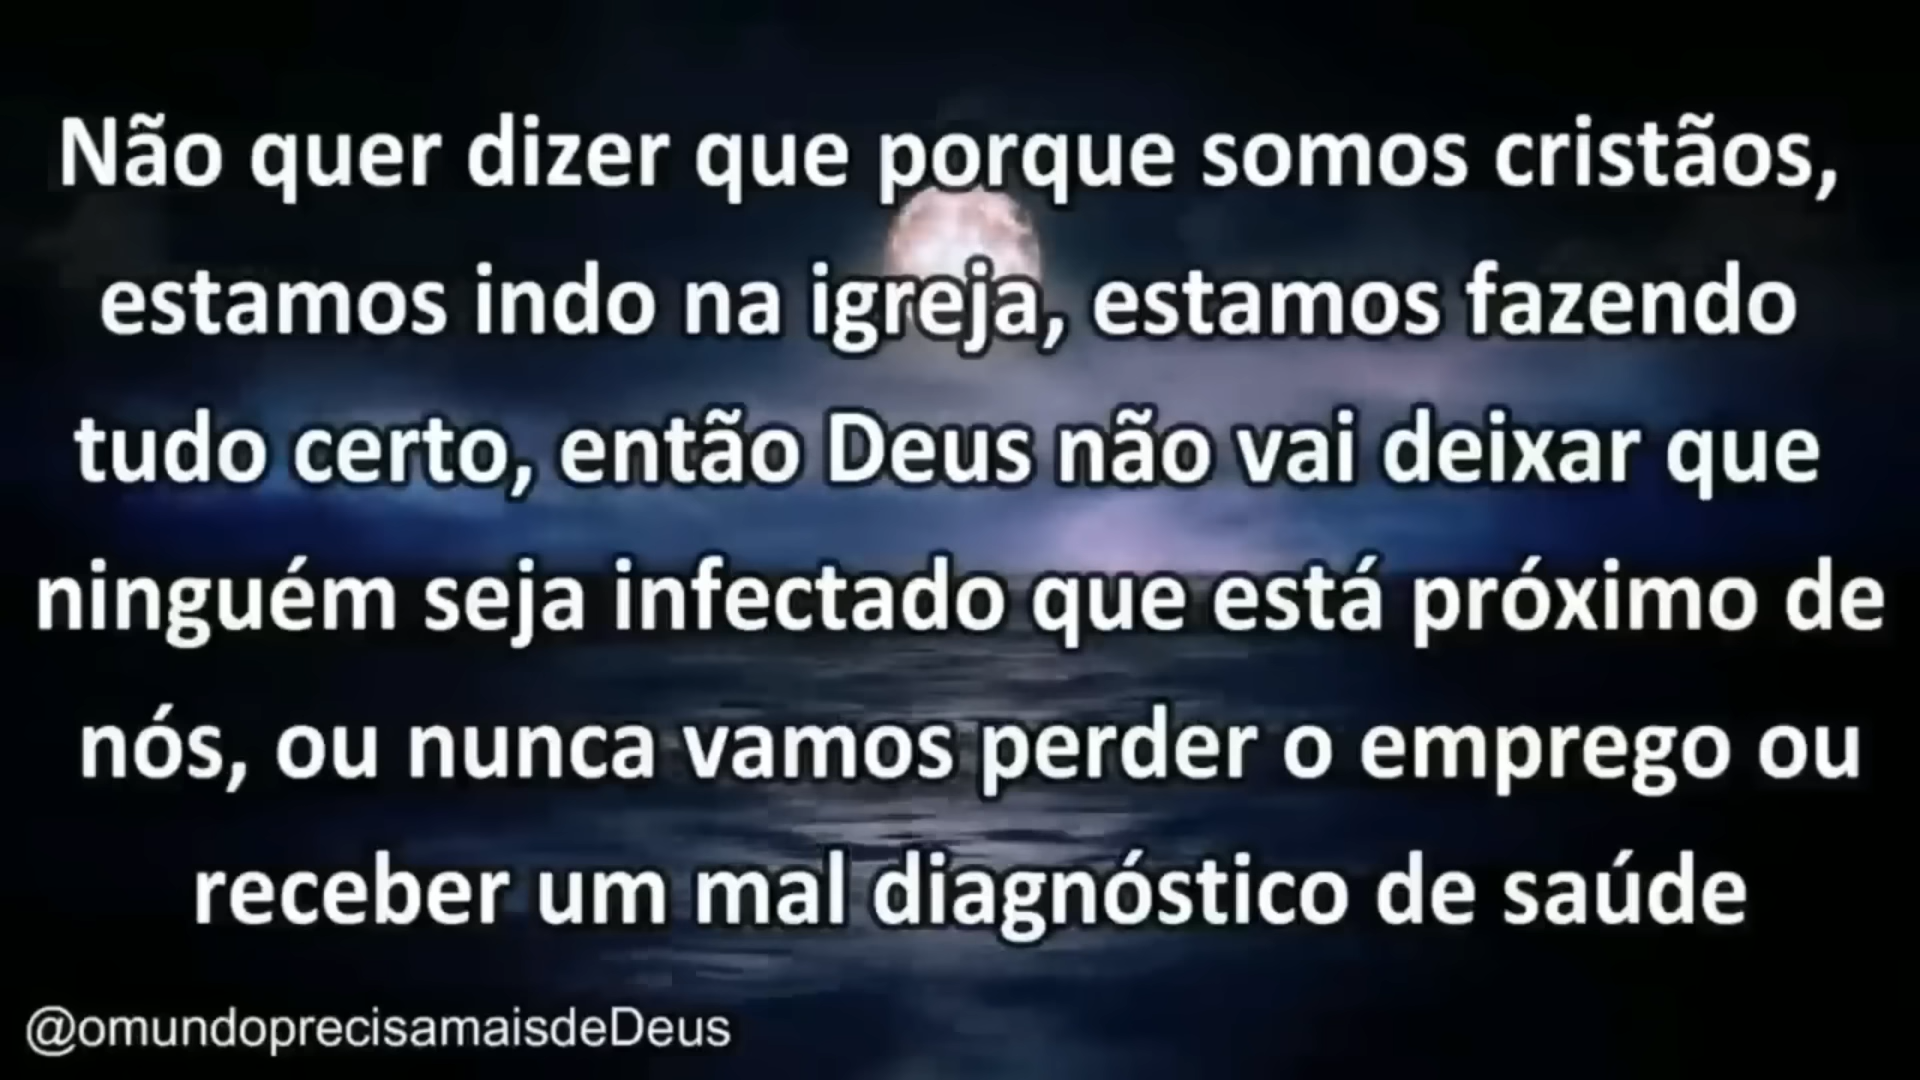 Não quer dizer que porque somos cristãos,
estamos indo na igreja, estamos fazendo
tudo certo, então Deus não vai deixar que
ninguém seja infectado que está próximo de
nós, ou nunca vamos perder o emprego ou
receber um mal diagnóstico de saúde
@omundoprecisamaisdeDeus